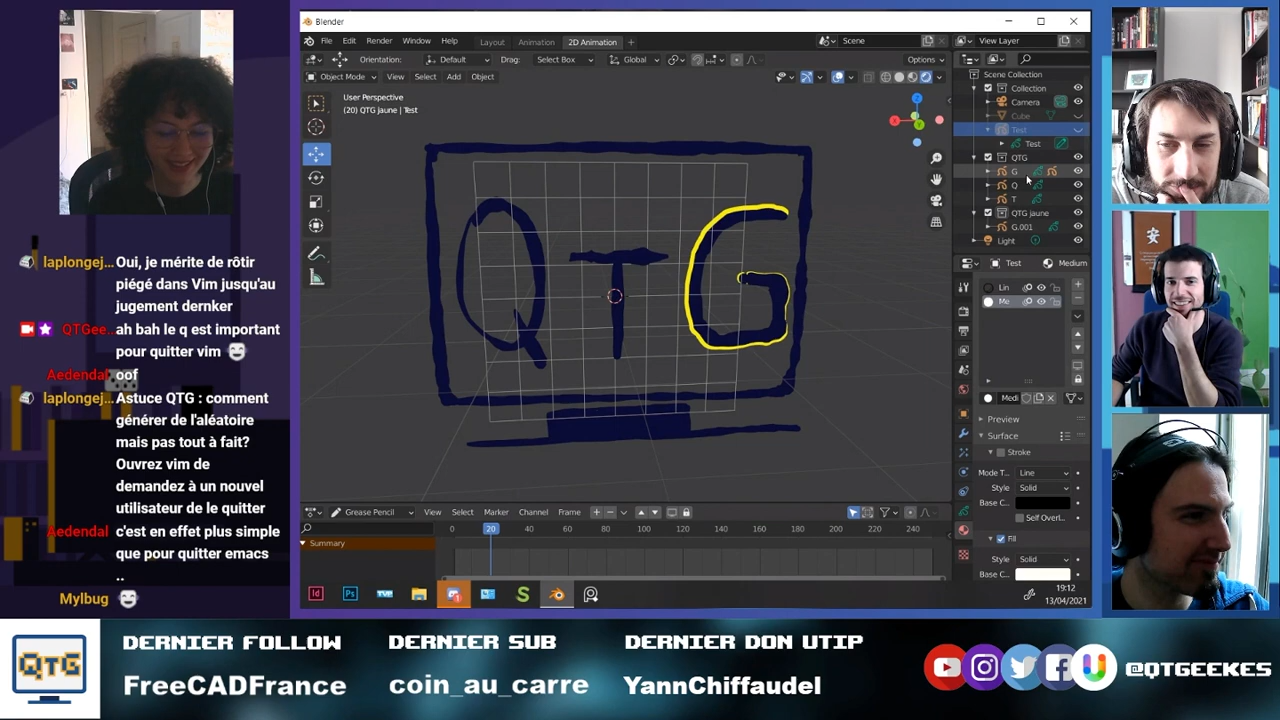 laplongej... Oui, je mérite de rôtir
piégé dans Vim jusqu'au
jugement dernker
QTGee... ah bah le q est important
pour quitter vim
Aedendal oof
laplongej... Astuce QTG : comment
générer de l'aléatoire
mais pas tout à fait?
Ouvrez vim de
demandez à un nouvel
utilisateur de le quitter
Aedendal c'est en effet plus simple
que pour quitter emacs
..
Mylbug
Blender
File Edit Render Window Help Layout Animation 2D Animation + Scene View Layer
Orientation: Default Drag: Select Box Global Options
Object Mode View Select Add Object
User Perspective
(20) QTG jaune | Test
Z
X
Y
QTG
Scene Collection
Collection
Camera
Cube
Test
Test
QTG
G
Q
T
QTG jaune
G.001
Light
Test Medium
Lin
Me
Medi
Preview
Surface
Stroke
Mode T... Line
Style Solid
Base C...
Self Overl...
Fill
Style Solid
Base C...
Grease Pencil View Select Marker Channel Frame
0 20 40 60 80 100 120 140 160 180 200 220 240
Summary
Id Ps TVP S
19:12
13/04/2021
安
QTG
DERNIER FOLLOW
FreeCADFrance
DERNIER SUB
coin_au_carre
DERNIER DON UTIP
YannChiffaudel
@QTGEEKES